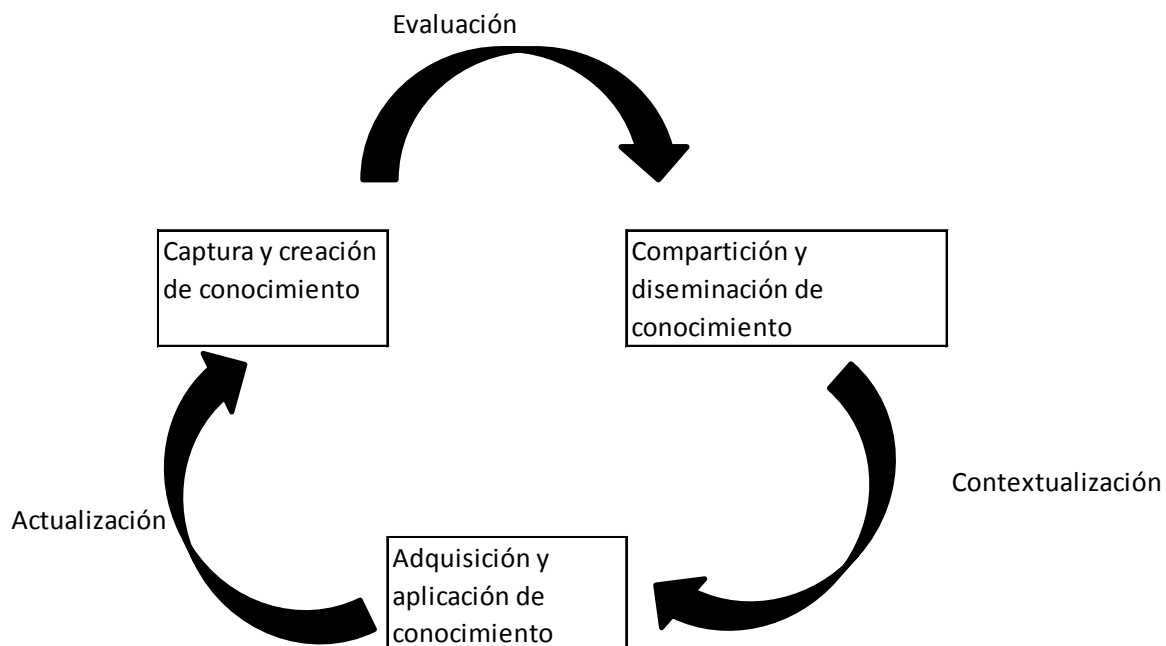 Evaluación
Captura y creación
de conocimiento
Compartición y
diseminación de
conocimiento
Contextualización
Actualización
Adquisición y
aplicación de
conocimiento